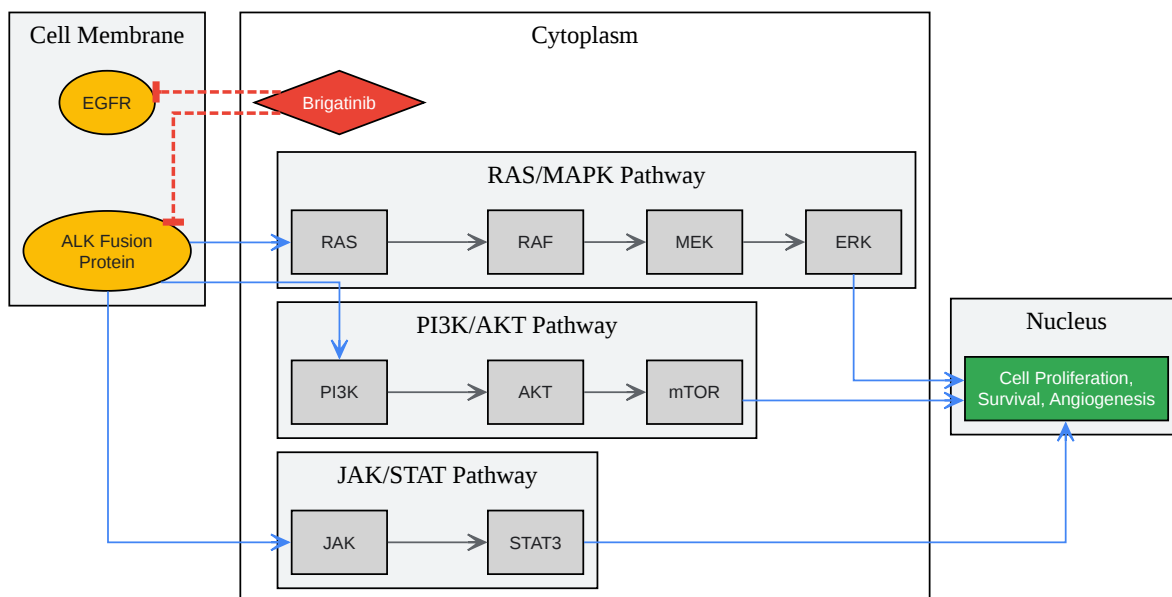 Cell Membrane
Cytoplasm
EGFR
Brigatinib
RAS/MAPK Pathway
ALK Fusion
Protein
RAS
RAF
MEK
ERK
PI3K/AKT Pathway
Nucleus
PI3K
AKT
mTOR
Cell Proliferation,
Survival, Angiogenesis
JAK/STAT Pathway
JAK
STAT3